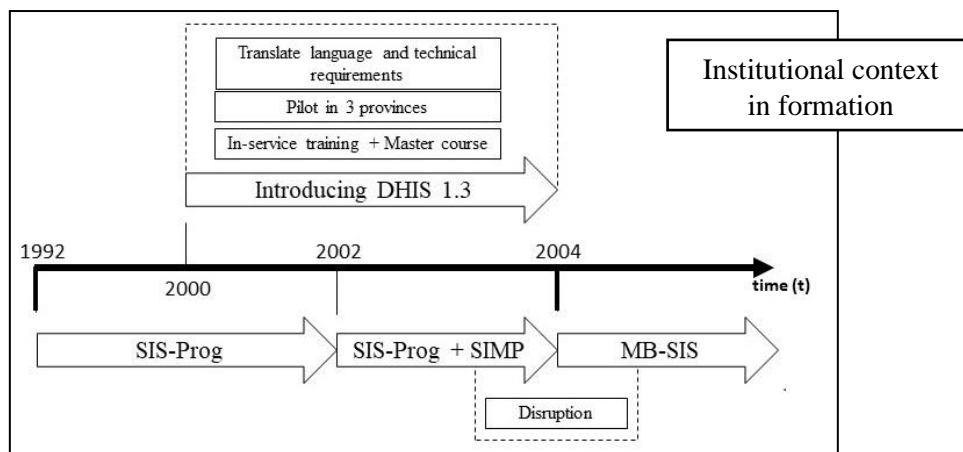 Translate language and technical
requirements
Pilot in 3 provinces
In-service training + Master course
Introducing DHIS 1.3
Institutional context
in formation
1992
2002
2004
2000
time (t)
SIS-Prog
SIS-Prog + SIMP
MB-SIS
Disruption